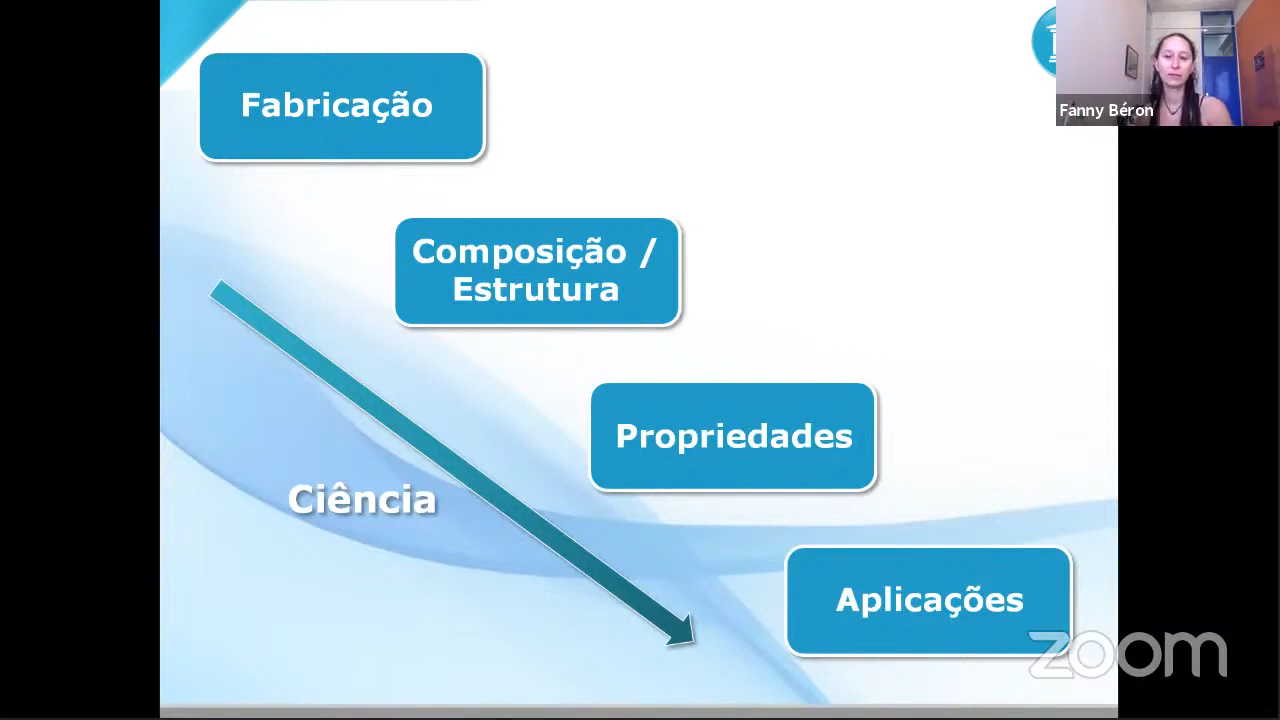 Fabricação
Fanny Béron
Composição /
Estrutura
Propriedades
Ciência
Aplicações
zoom